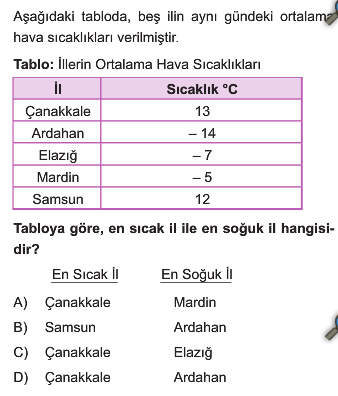 Aşağıdaki tabloda, beş ilin aynı gündeki ortalama
hava sıcaklıkları verilmiştir.
Tablo: İllerin Ortalama Hava Sıcaklıkları
İl Sıcaklık °C
Çanakkale 13
Ardahan – 14
Elazığ – 7
Mardin – 5
Samsun 12
Tabloya göre, en sıcak il ile en soğuk il hangisi-
dir?
En Sıcak İl En Soğuk İl
A) Çanakkale Mardin
B) Samsun Ardahan
C) Çanakkale Elazığ
D) Çanakkale Ardahan